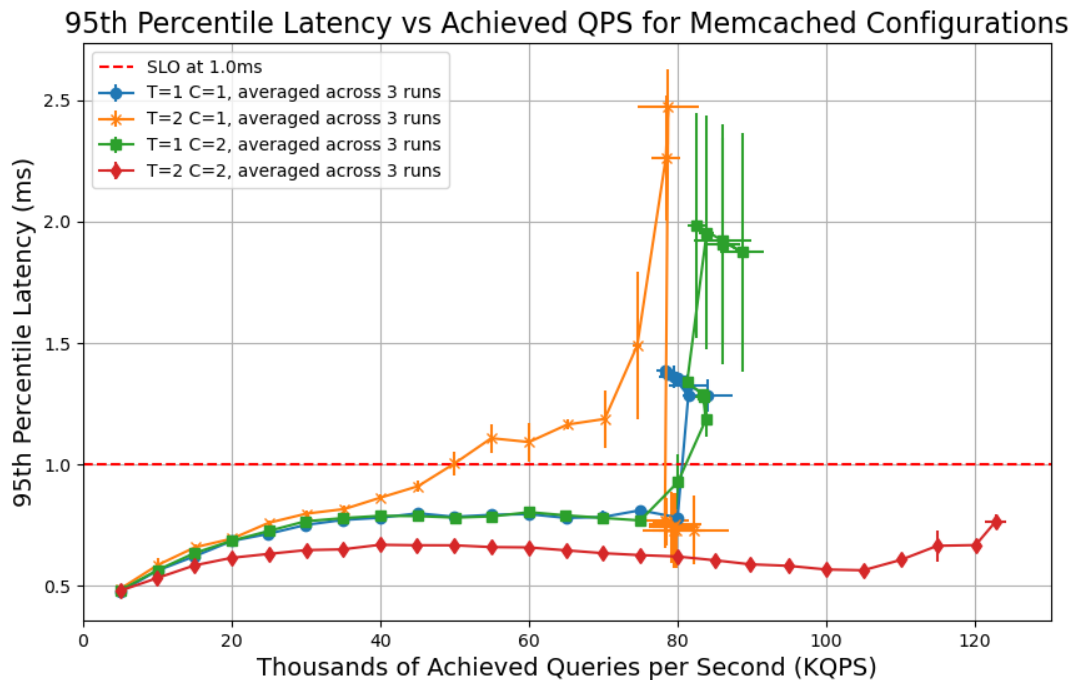 95th Percentile Latency vs Achieved QPS for Memcached Configurations
SLO at 1.0ms
T=1 C=1, averaged across 3 runs
T=2 C=1, averaged across 3 runs
T=1 C=2, averaged across 3 runs
T=2 C=2, averaged across 3 runs
95th Percentile Latency (ms)
2.5
2.0
1.5
1.0
0.5
0
20
40
60
80
100
120
Thousands of Achieved Queries per Second (KQPS)